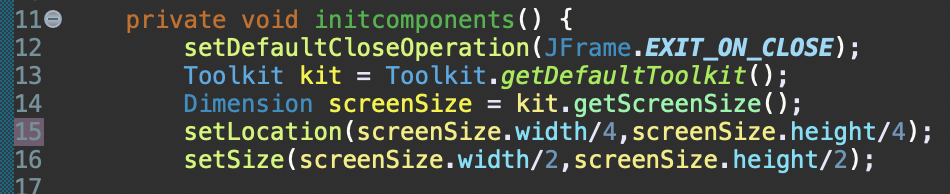 11 private void initcomponents() {
12 setDefaultCloseOperation(JFrame.EXIT_ON_CLOSE);
13 Toolkit kit = Toolkit.getDefaultToolkit();
14 Dimension screenSize = kit.getScreenSize();
15 setLocation(screenSize.width/4,screenSize.height/4);
16 setSize(screenSize.width/2,screenSize.height/2);
17